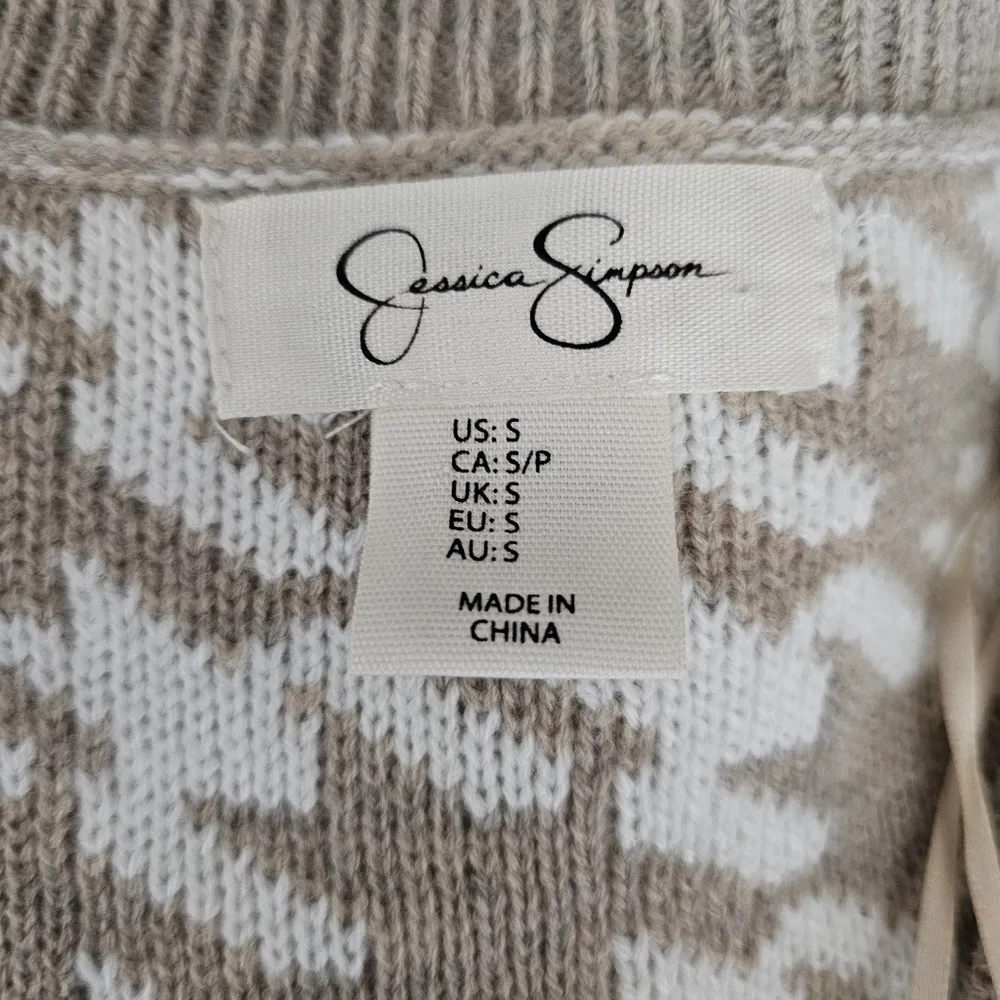 Jessica Simpson
US: S
CA: S/P
UK: S
EU: S
AU: S
MADE IN
CHINA